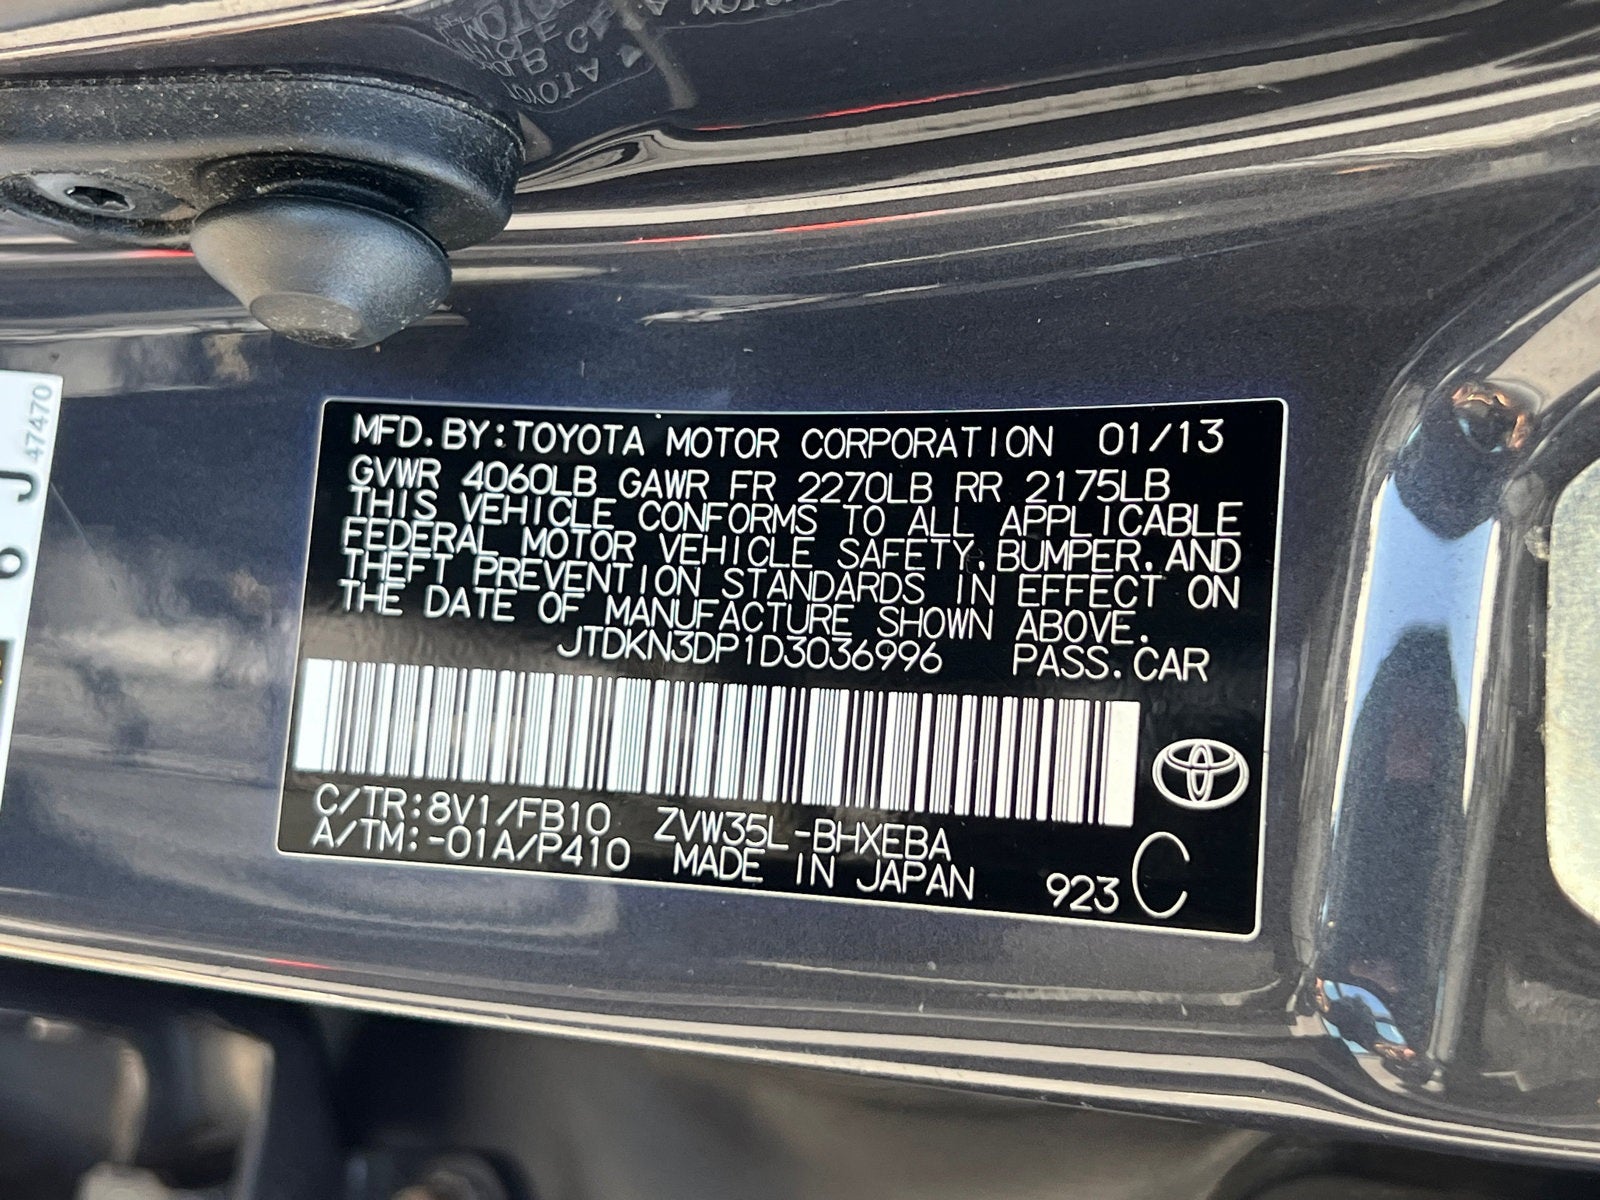 MFD.BY:TOYOTA MOTOR CORPORATION 01/13
GVWR 4060LB GAWR FR 2270LB RR 2175LB
THIS VEHICLE CONFORMS TO ALL APPLICABLE
FEDERAL MOTOR VEHICLE SAFETY,BUMPER,AND
THEFT PREVENTION STANDARDS IN EFFECT ON
THE DATE OF MANUFACTURE SHOWN ABOVE.
JTDKN3DP1D3036996 PASS.CAR
C/TR:8V1/FB10 ZVW35L-BHXEBA
A/TM:-01A/P410 MADE IN JAPAN 923 C
47470